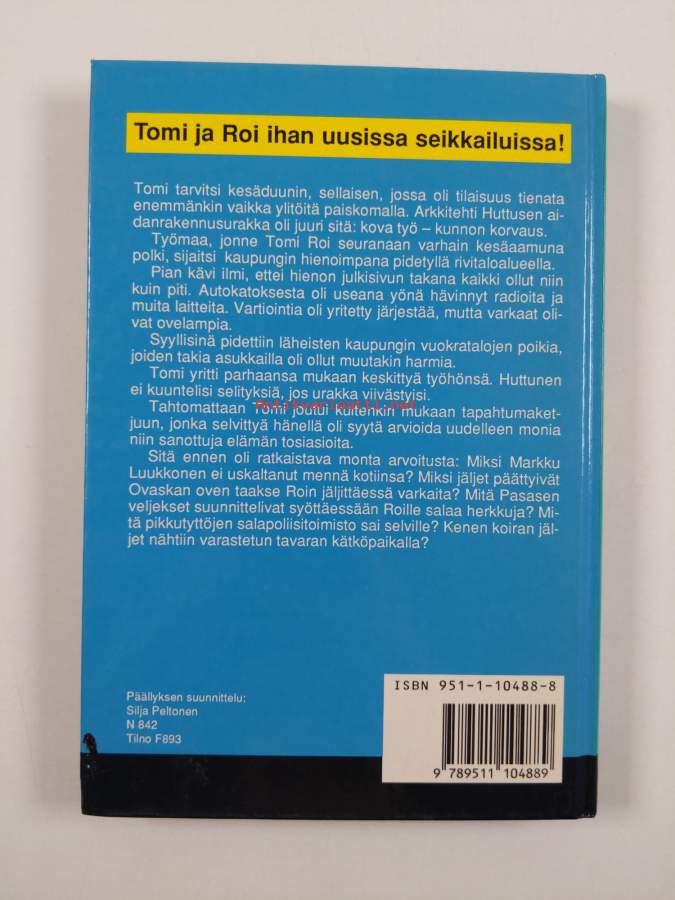 Tomi ja Roi ihan uusissa seikkailuissa!
Tomi tarvitsi kesäduunin, sellaisen, jossa oli tilaisuus tienata
enemmänkin vaikka ylitöitä paiskomalla. Arkkitehti Huttusen ai-
danrakennusurakka oli juuri sitä: kova työ – kunnon korvaus.
Työmaa, jonne Tomi Roi seuranaan varhain kesäaamuna
polki, sijaitsi kaupungin hienoimpana pidetyllä rivitaloalueella.
Pian kävi ilmi, ettei hienon julkisivun takana kaikki ollut niin
kuin piti. Autokatoksesta oli useana yönä hävinnyt radioita ja
muita laitteita. Vartiointia oli yritetty järjestää, mutta varkaat oli-
vat ovelampia.
Syyllisinä pidettiin läheisten kaupungin vuokratalojen poikia,
joiden takia asukkailla oli ollut muutakin harmia.
Tomi yritti parhaansa mukaan keskittyä työhönsä. Huttunen
ei kuuntelisi selityksiä, jos urakka viivästyisi.
Antikvariaatti.net
Tahtomattaan Tomi joutui kuitenkin mukaan tapahtumaket-
juun, jonka selvittyä hänellä oli syytä arvioida uudelleen monia
niin sanottuja elämän tosiasioita.
Sitä ennen oli ratkaistava monta arvoitusta: Miksi Markku
Luukkonen ei uskaltanut mennä kotiinsa? Miksi jäljet päättyivät
Ovaskan oven taakse Roin jäljittäessä varkaita? Mitä Pasasen
veljekset suunnittelivat syöttäessään Roille salaa herkkuja? Mi-
tä pikkutyttöjen salapoliisitoimisto sai selville? Kenen koiran jäl-
jet nähtiin varastetun tavaran kätköpaikalla?
ISBN 951-1-10488-8
Päällyksen suunnittelu:
Silja Peltonen
N 842
Tilno F893
9 789511 104889